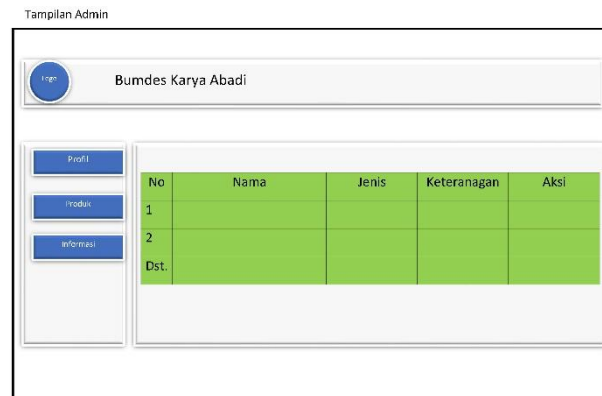 Tampilan Admin
Logo
Bumdes Karya Abadi
Profil
Produk
Informasi
No Nama Jenis Keteranagan Aksi
1
2
Dst.